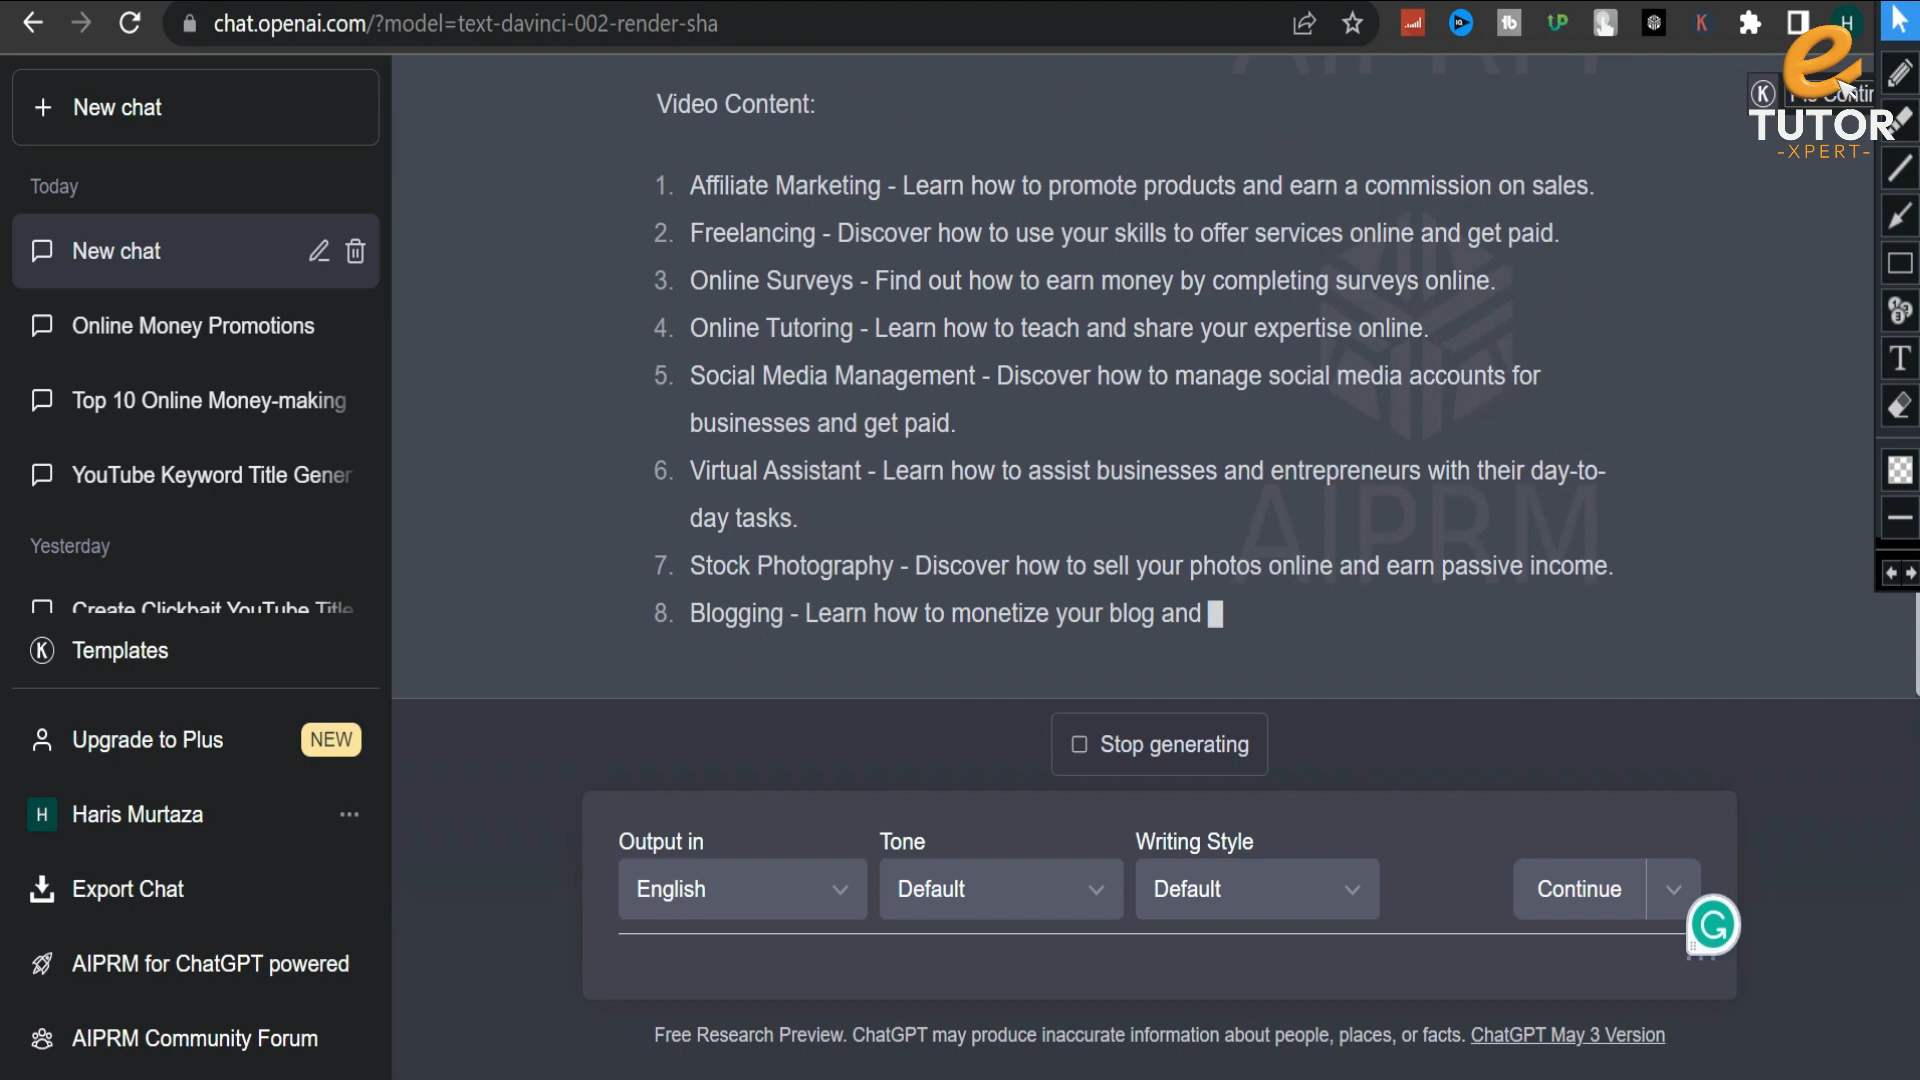 chat.openai.com/?model=text-davinci-002-render-sha
New chat
Today
New chat
Online Money Promotions
Top 10 Online Money-making
YouTube Keyword Title Gener
Yesterday
Create Clickbait YouTube Title
Templates
Upgrade to Plus NEW
H Haris Murtaza
Export Chat
AIPRM for ChatGPT powered
AIPRM Community Forum
H
K
TUTOR
-XPERT-
Video Content:
1. Affiliate Marketing - Learn how to promote products and earn a commission on sales.
2. Freelancing - Discover how to use your skills to offer services online and get paid.
3. Online Surveys - Find out how to earn money by completing surveys online.
4. Online Tutoring - Learn how to teach and share your expertise online.
5. Social Media Management - Discover how to manage social media accounts for
businesses and get paid.
6. Virtual Assistant - Learn how to assist businesses and entrepreneurs with their day-to-
day tasks.
7. Stock Photography - Discover how to sell your photos online and earn passive income.
8. Blogging - Learn how to monetize your blog and
AIPRM
Stop generating
Output in Tone Writing Style
English Default Default Continue
Free Research Preview. ChatGPT may produce inaccurate information about people, places, or facts. ChatGPT May 3 Version